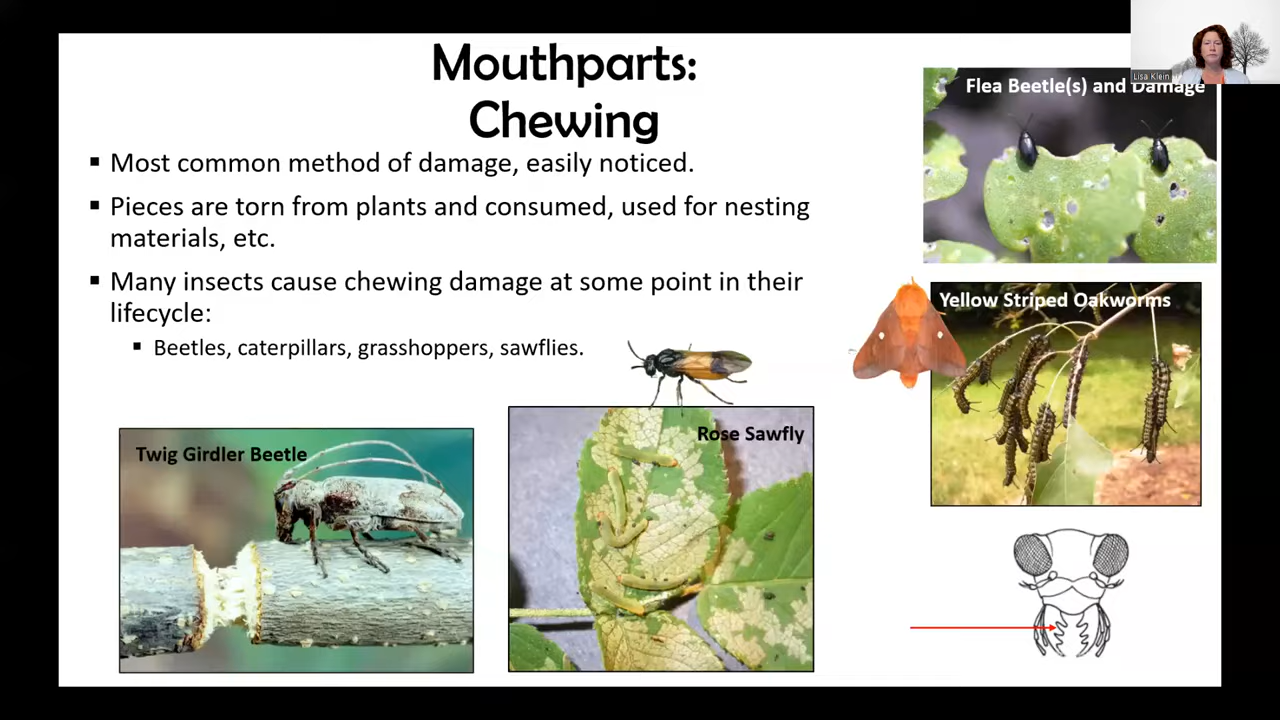 Mouthparts:
Chewing
▪ Most common method of damage, easily noticed.
▪ Pieces are torn from plants and consumed, used for nesting
materials, etc.
▪ Many insects cause chewing damage at some point in their
lifecycle:
▪ Beetles, caterpillars, grasshoppers, sawflies.
Twig Girdler Beetle
Rose Sawfly
Flea Beetle(s) and Damage
Yellow Striped Oakworms
Lisa Klein